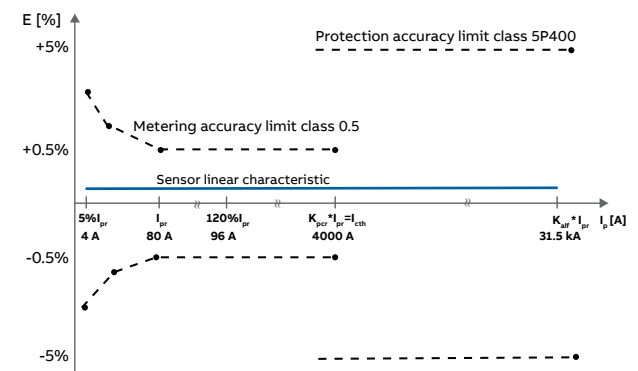 E [%]
+5%
Protection accuracy limit class 5P400
Metering accuracy limit class 0.5
+0.5%
Sensor linear characteristic
5%Ipr
4 A
Ipr
80 A
120%Ipr
96 A
Kpcr*Ipr=Icth
4000 A
Kalf*Ipr
31.5 kA
Ip[A]
-0.5%
-5%